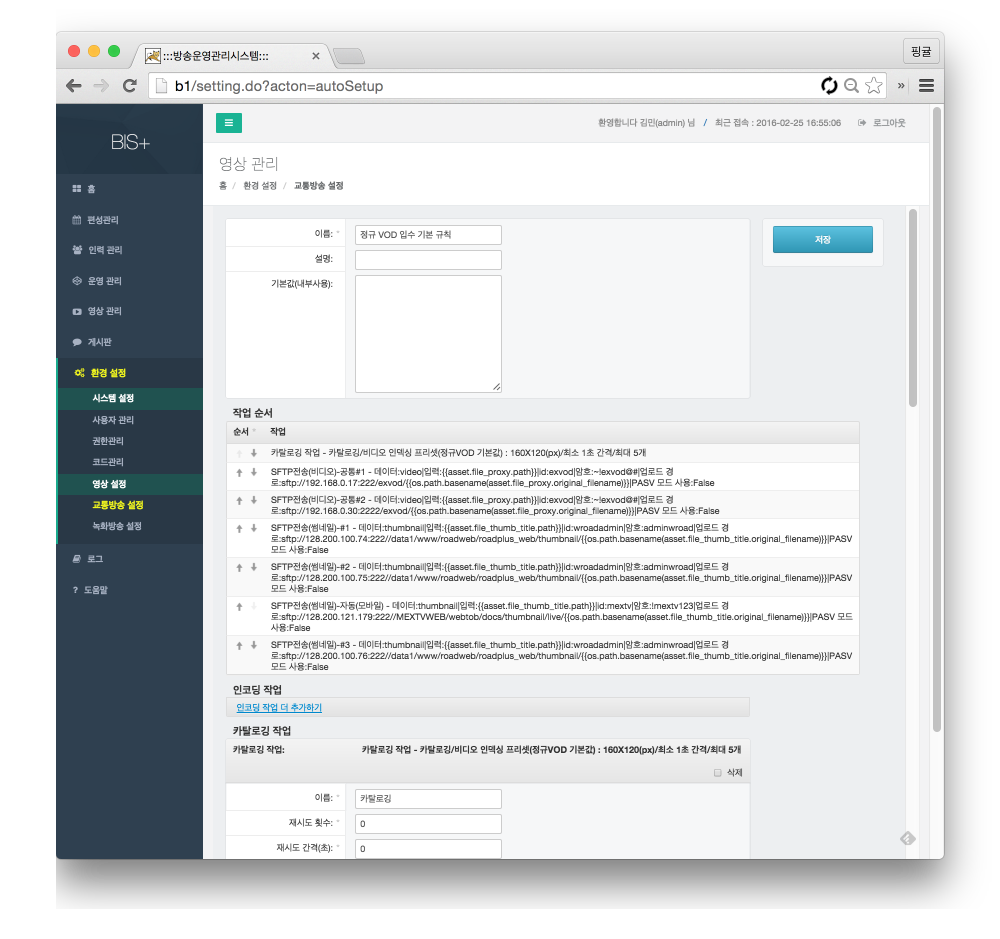 :::방송운영관리시스템:::
핑귤
b1/setting.do?acton=autoSetup
BIS+
환영합니다 김민(admin) 님 / 최근 접속 : 2016-02-25 16:55:06 로그아웃
영상 관리
홈 / 환경 설정 / 교통방송 설정
홈
편성관리
인력 관리
운영 관리
영상 관리
게시판
환경 설정
시스템 설정
사용자 관리
권한관리
코드관리
영상 설정
교통방송 설정
녹화방송 설정
로그
? 도움말
이름: * 정규 VOD 입수 기본 규칙
저장
설명:
기본값(내부사용):
작업 순서
순서 * 작업
카탈로깅 작업 - 카탈로깅/비디오 인덱싱 프리셋(정규VOD 기본값) : 160X120(px)/최소 1초 간격/최대 5개
SFTP전송(비디오)-공통#1 - 데이터:video|입력:{{asset.file_proxy.path}}|id:exvod|암호:~!exvod@#|업로드 경
로:sftp://192.168.0.17:222/exvod/{{os.path.basename(asset.file_proxy.original_filename)}}|PASV 모드 사용:False
SFTP전송(비디오)-공통#2 - 데이터:video|입력:{{asset.file_proxy.path}}|id:exvod|암호:~!exvod@#|업로드 경
로:sftp://192.168.0.30:2222/exvod/{{os.path.basename(asset.file_proxy.original_filename)}}|PASV 모드 사용:False
SFTP전송(썸네일)-#1 - 데이터:thumbnail|입력:{{asset.file_thumb_title.path}}|id:wroadadmin|암호:adminwroad|업로드 경
로:sftp://128.200.100.74:222//data1/www/roadweb/roadplus_web/thumbnail/{{os.path.basename(asset.file_thumb_title.original_filename)}}|PASV
모드 사용:False
SFTP전송(썸네일)-#2 - 데이터:thumbnail|입력:{{asset.file_thumb_title.path}}|id:wroadadmin|암호:adminwroad|업로드 경
로:sftp://128.200.100.75:222//data1/www/roadweb/roadplus_web/thumbnail/{{os.path.basename(asset.file_thumb_title.original_filename)}}|PASV
모드 사용:False
SFTP전송(썸네일)-자동(모바일) - 데이터:thumbnail|입력:{{asset.file_thumb_title.path}}|id:mextv|암호:!mextv123|업로드 경
로:sftp://128.200.121.179:222//MEXTVWEB/webtob/docs/thumbnail/live/{{os.path.basename(asset.file_thumb_title.original_filename)}}|PASV 모드
사용:False
SFTP전송(썸네일)-#3 - 데이터:thumbnail|입력:{{asset.file_thumb_title.path}}|id:wroadadmin|암호:adminwroad|업로드 경
로:sftp://128.200.100.76:222//data1/www/roadweb/roadplus_web/thumbnail/{{os.path.basename(asset.file_thumb_title.original_filename)}}|PASV
모드 사용:False
인코딩 작업
인코딩 작업 더 추가하기
카탈로깅 작업
카탈로깅 작업: 카탈로깅 작업 - 카탈로깅/비디오 인덱싱 프리셋(정규VOD 기본값) : 160X120(px)/최소 1초 간격/최대 5개
삭제
이름: * 카탈로깅
재시도 횟수: * 0
재시도 간격(초): * 0